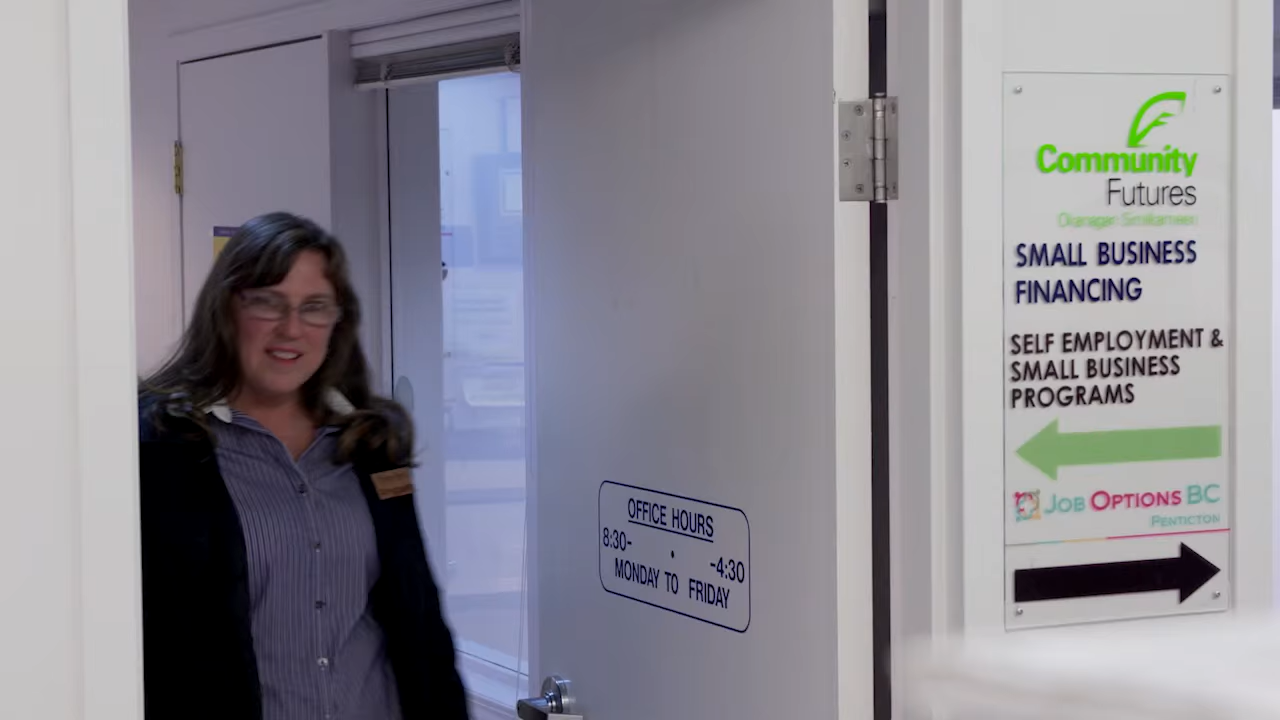 OFFICE HOURS
8:30- -4:30
MONDAY TO FRIDAY
Community
Futures
Okanagan Similkameen
SMALL BUSINESS
FINANCING
SELF EMPLOYMENT &
SMALL BUSINESS
PROGRAMS
JOB OPTIONS BC
PENTICTON